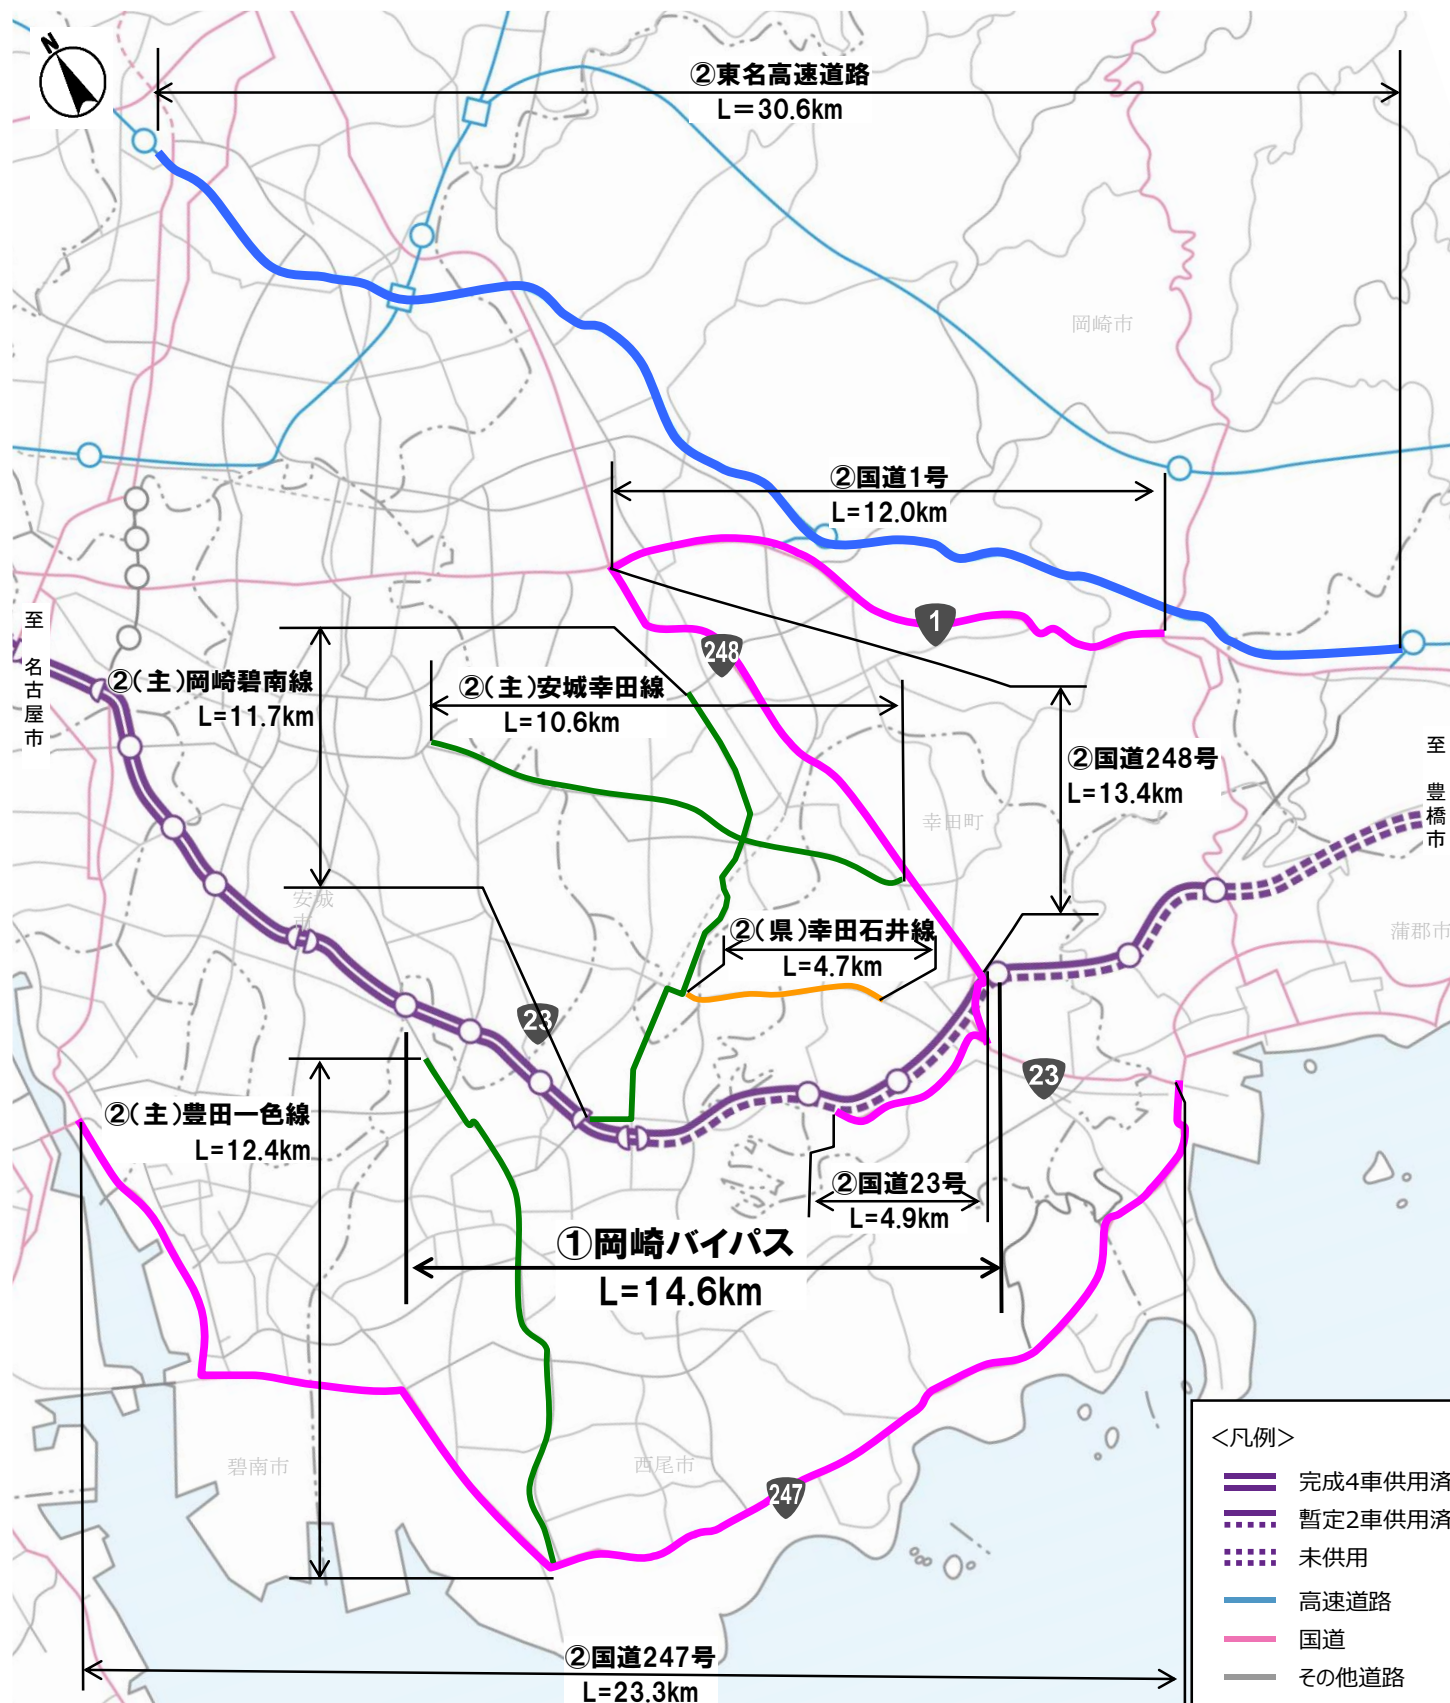 N
②東名高速道路
L=30.6km
岡崎市
②国道1号
L=12.0km
1
248
至 名古屋市
②(主)岡崎碧南線
L=11.7km
②(主)安城幸田線
L=10.6km
②国道248号
L=13.4km
至 豊橋市
幸田町
安城市
蒲郡市
②(県)幸田石井線
L=4.7km
23
23
②(主)豊田一色線
L=12.4km
②国道23号
L=4.9km
①岡崎バイパス
L=14.6km
碧南市
西尾市
247
②国道247号
L=23.3km
<凡例>
完成4車供用済
暫定2車供用済
未供用
高速道路
国道
その他道路